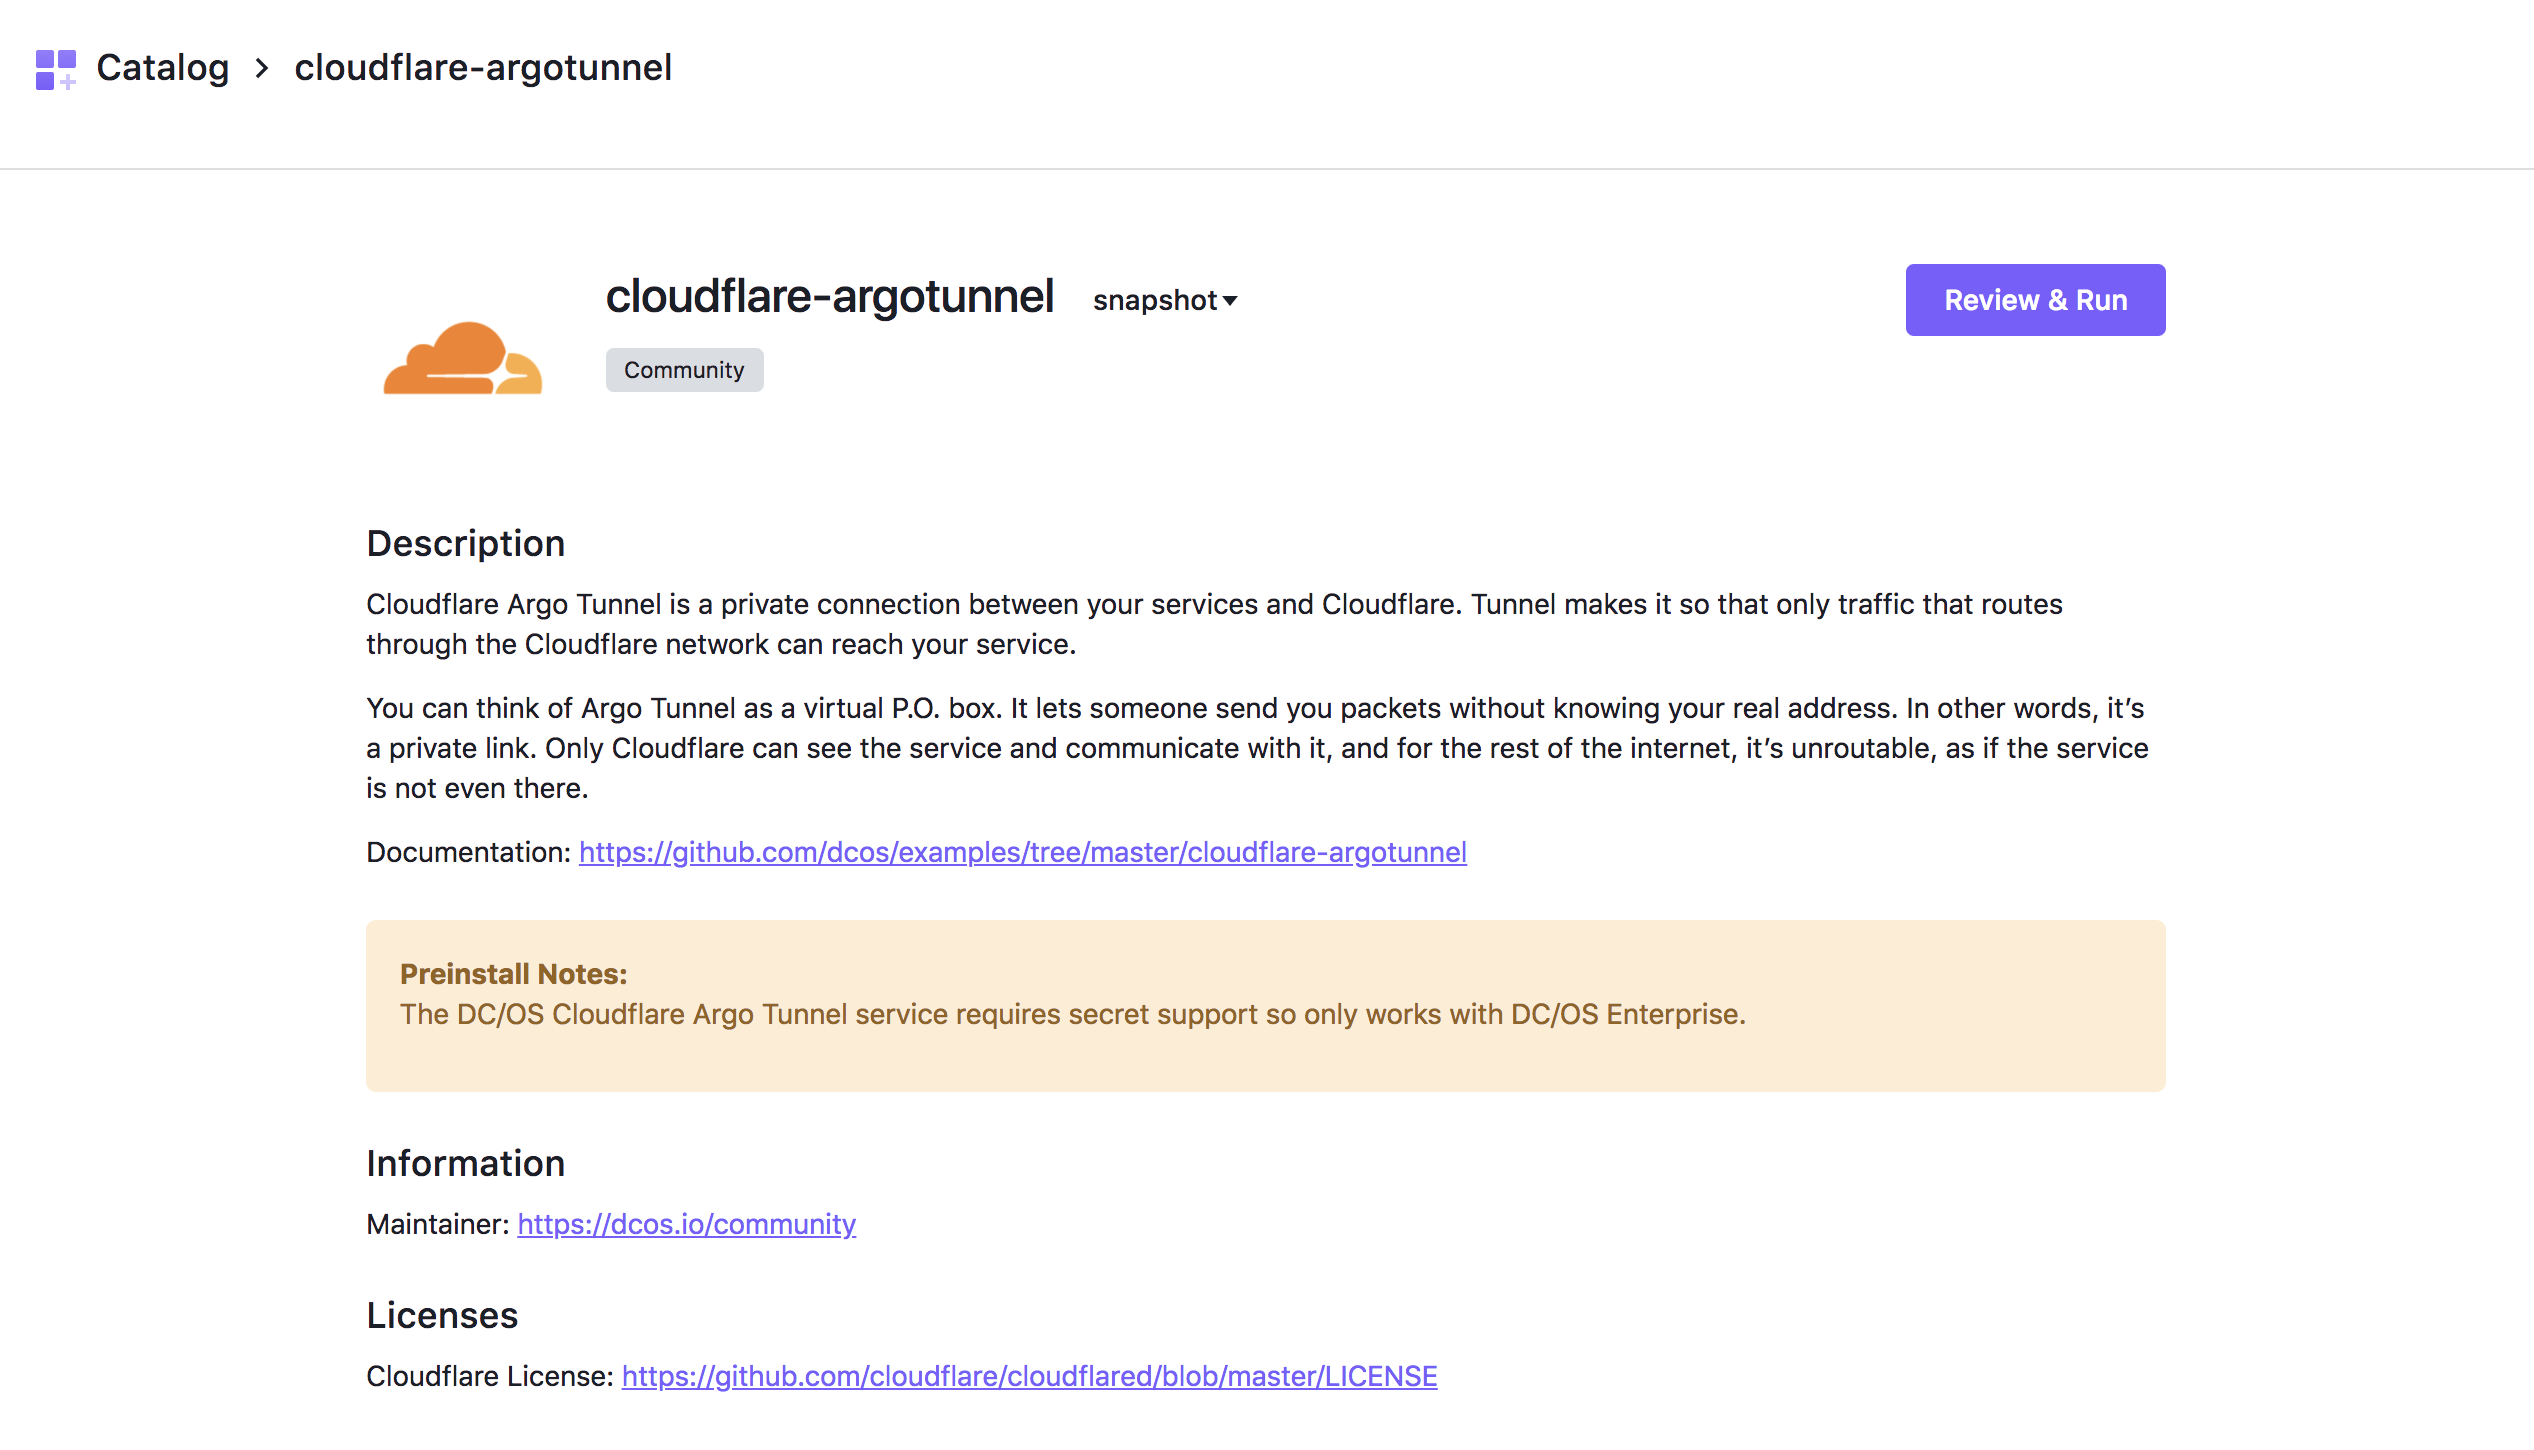 Catalog > cloudflare-argotunnel
cloudflare-argotunnel snapshot
Review & Run
Community
Description
Cloudflare Argo Tunnel is a private connection between your services and Cloudflare. Tunnel makes it so that only traffic that routes
through the Cloudflare network can reach your service.
You can think of Argo Tunnel as a virtual P.O. box. It lets someone send you packets without knowing your real address. In other words, it’s
a private link. Only Cloudflare can see the service and communicate with it, and for the rest of the internet, it’s unroutable, as if the service
is not even there.
Documentation: https://github.com/dcos/examples/tree/master/cloudflare-argotunnel
Preinstall Notes:
The DC/OS Cloudflare Argo Tunnel service requires secret support so only works with DC/OS Enterprise.
Information
Maintainer: https://dcos.io/community
Licenses
Cloudflare License: https://github.com/cloudflare/cloudflared/blob/master/LICENSE